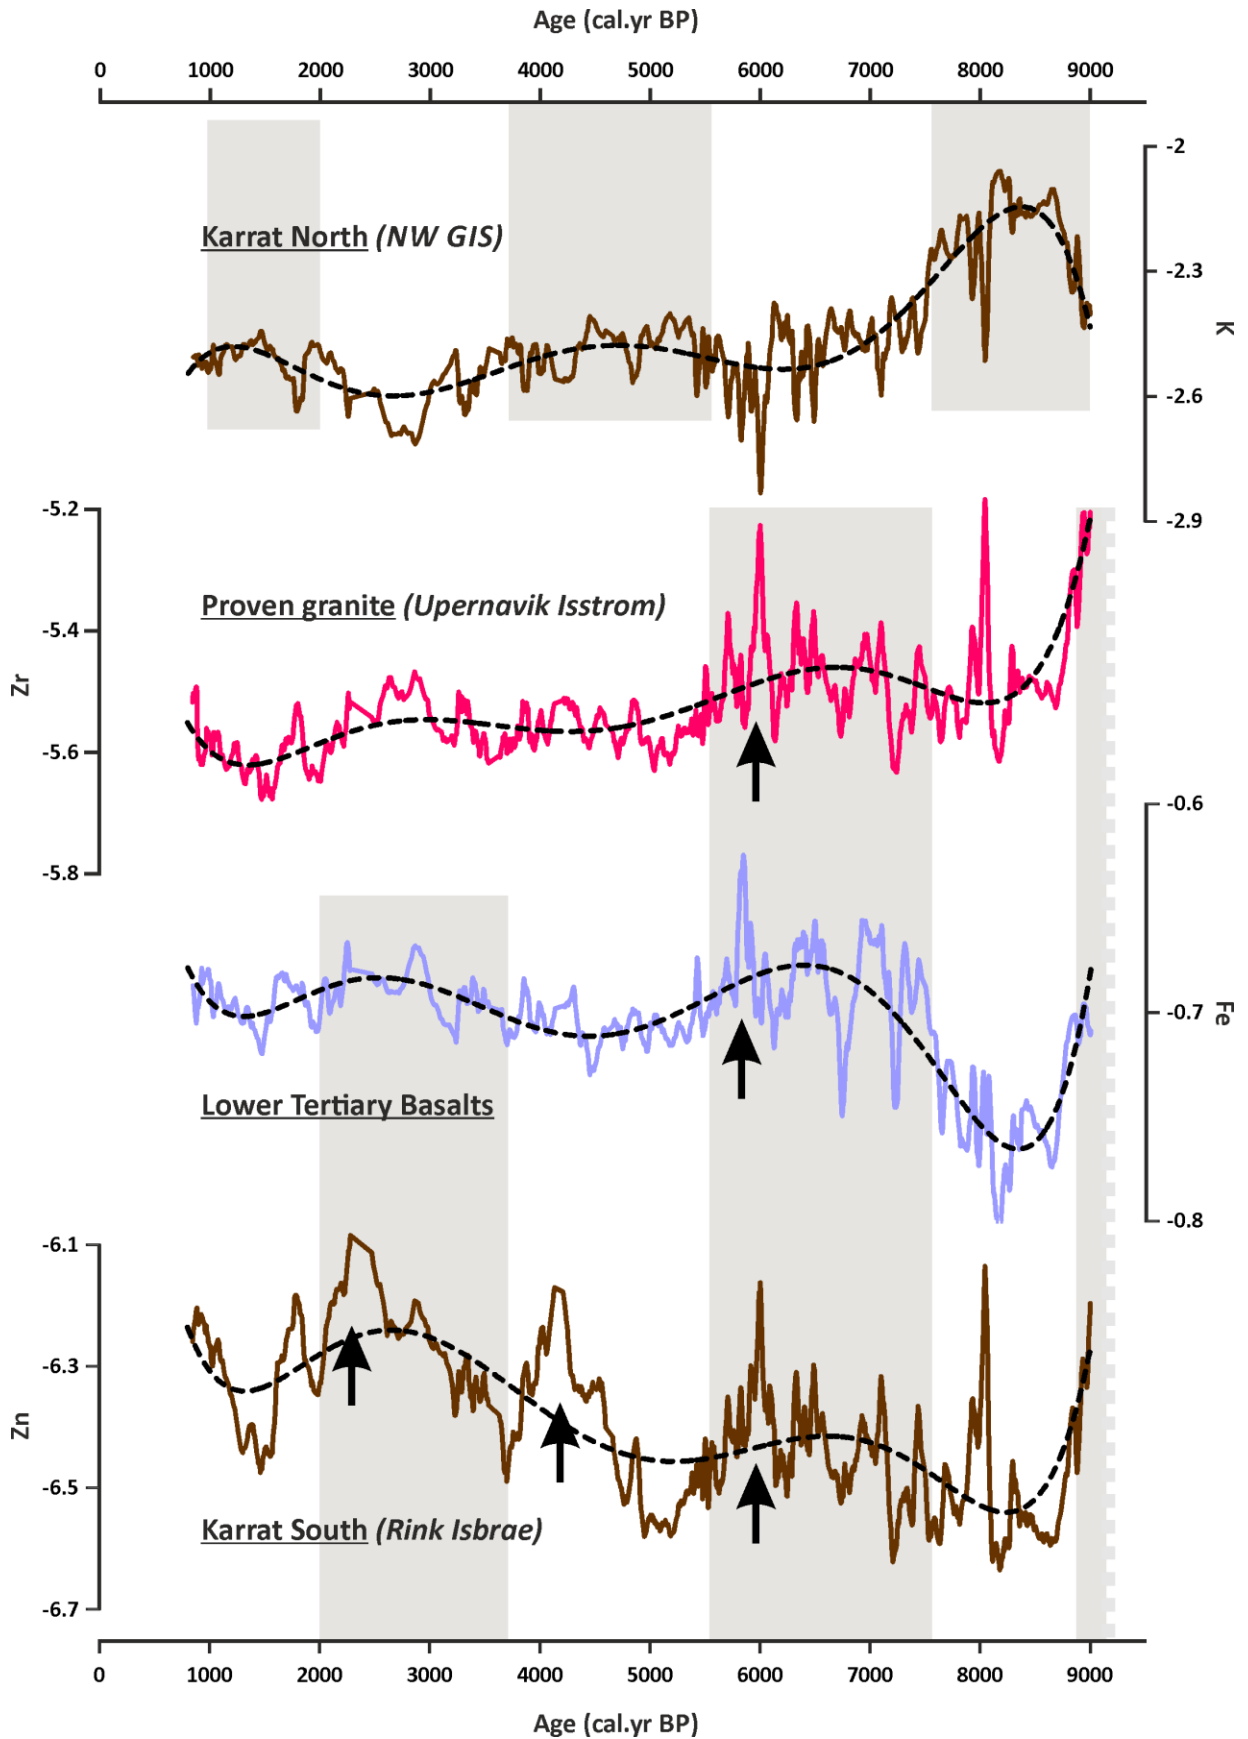 Age (cal.yr BP)
0 1000 2000 3000 4000 5000 6000 7000 8000 9000
-2
Karrat North (NW GIS)
-2.3
K
-2.6
-5.2
-2.9
Proven granite (Upernavik Isstrom)
-5.4
Zr
-5.6
-0.6
-5.8
Fe
-0.7
Lower Tertiary Basalts
-0.8
-6.1
-6.3
Zn
-6.5
Karrat South (Rink Isbrae)
-6.7
0 1000 2000 3000 4000 5000 6000 7000 8000 9000
Age (cal.yr BP)